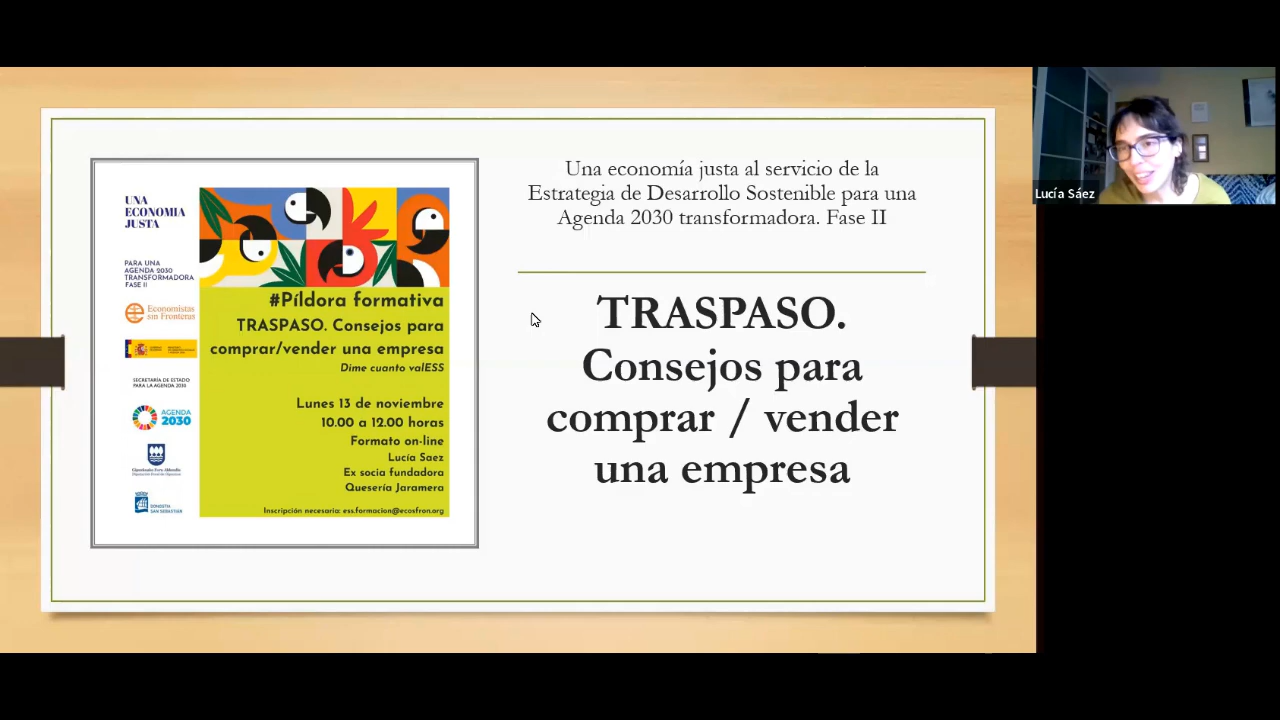 UNA
ECONOMIA
JUSTA
PARA UNA
AGENDA 2030
TRANSFORMADORA
FASE II
Economistas
sin Fronteras
SECRETARÍA DE ESTADO
PARA LA AGENDA 2030
AGENDA
2030
DONOSTIA
SAN SEBASTIÁN
#Píldora formativa
TRASPASO. Consejos para
comprar/vender una empresa
Dime cuanto valESS
Lunes 13 de noviembre
10.00 a 12.00 horas
Formato on-line
Lucía Saez
Ex socia fundadora
Quesería Jaramera
Inscripción necesaria: ess.formacion@ecosfron.org
Una economía justa al servicio de la
Estrategia de Desarrollo Sostenible para una
Agenda 2030 transformadora. Fase II
TRASPASO.
Consejos para
comprar / vender
una empresa
Lucía Sáez